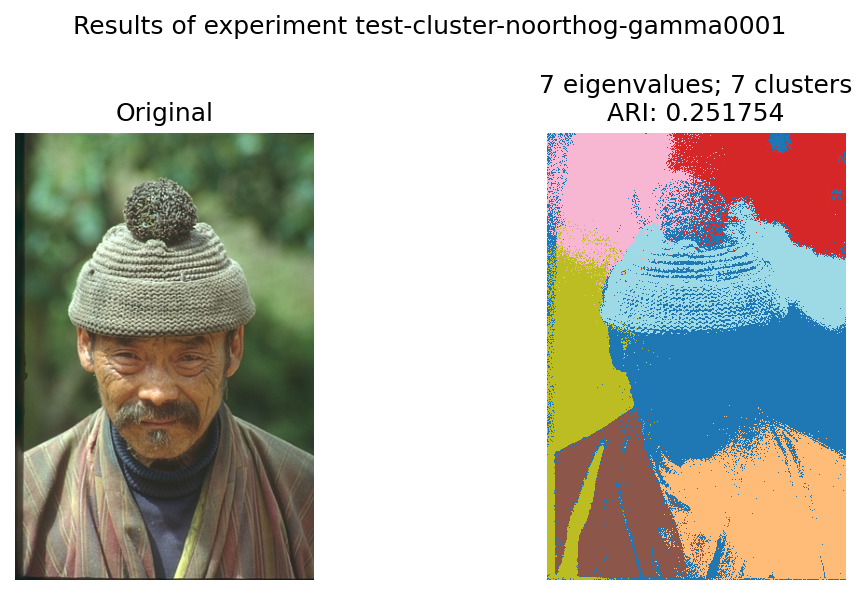 Results of experiment test-cluster-noorthog-gamma0001
Original
7 eigenvalues; 7 clusters
ARI: 0.251754